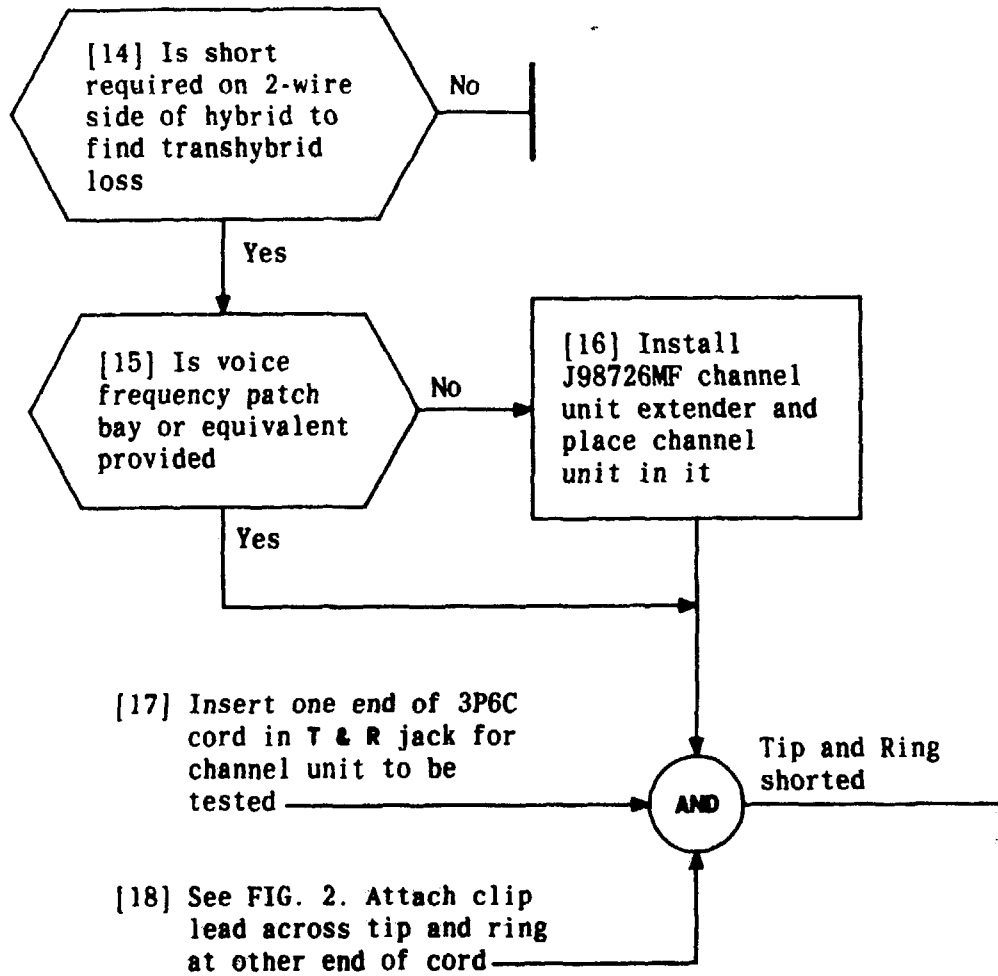 [14] Is short
required on 2-wire
side of hybrid to
find transhybrid
loss
No
Yes
[15] Is voice
frequency patch
bay or equivalent
provided
No
[16] Install
J98726MF channel
unit extender and
place channel
unit in it
Yes
[17] Insert one end of 3P6C
cord in T & R jack for
channel unit to be
tested
AND
Tip and Ring
shorted
[18] See FIG. 2. Attach clip
lead across tip and ring
at other end of cord